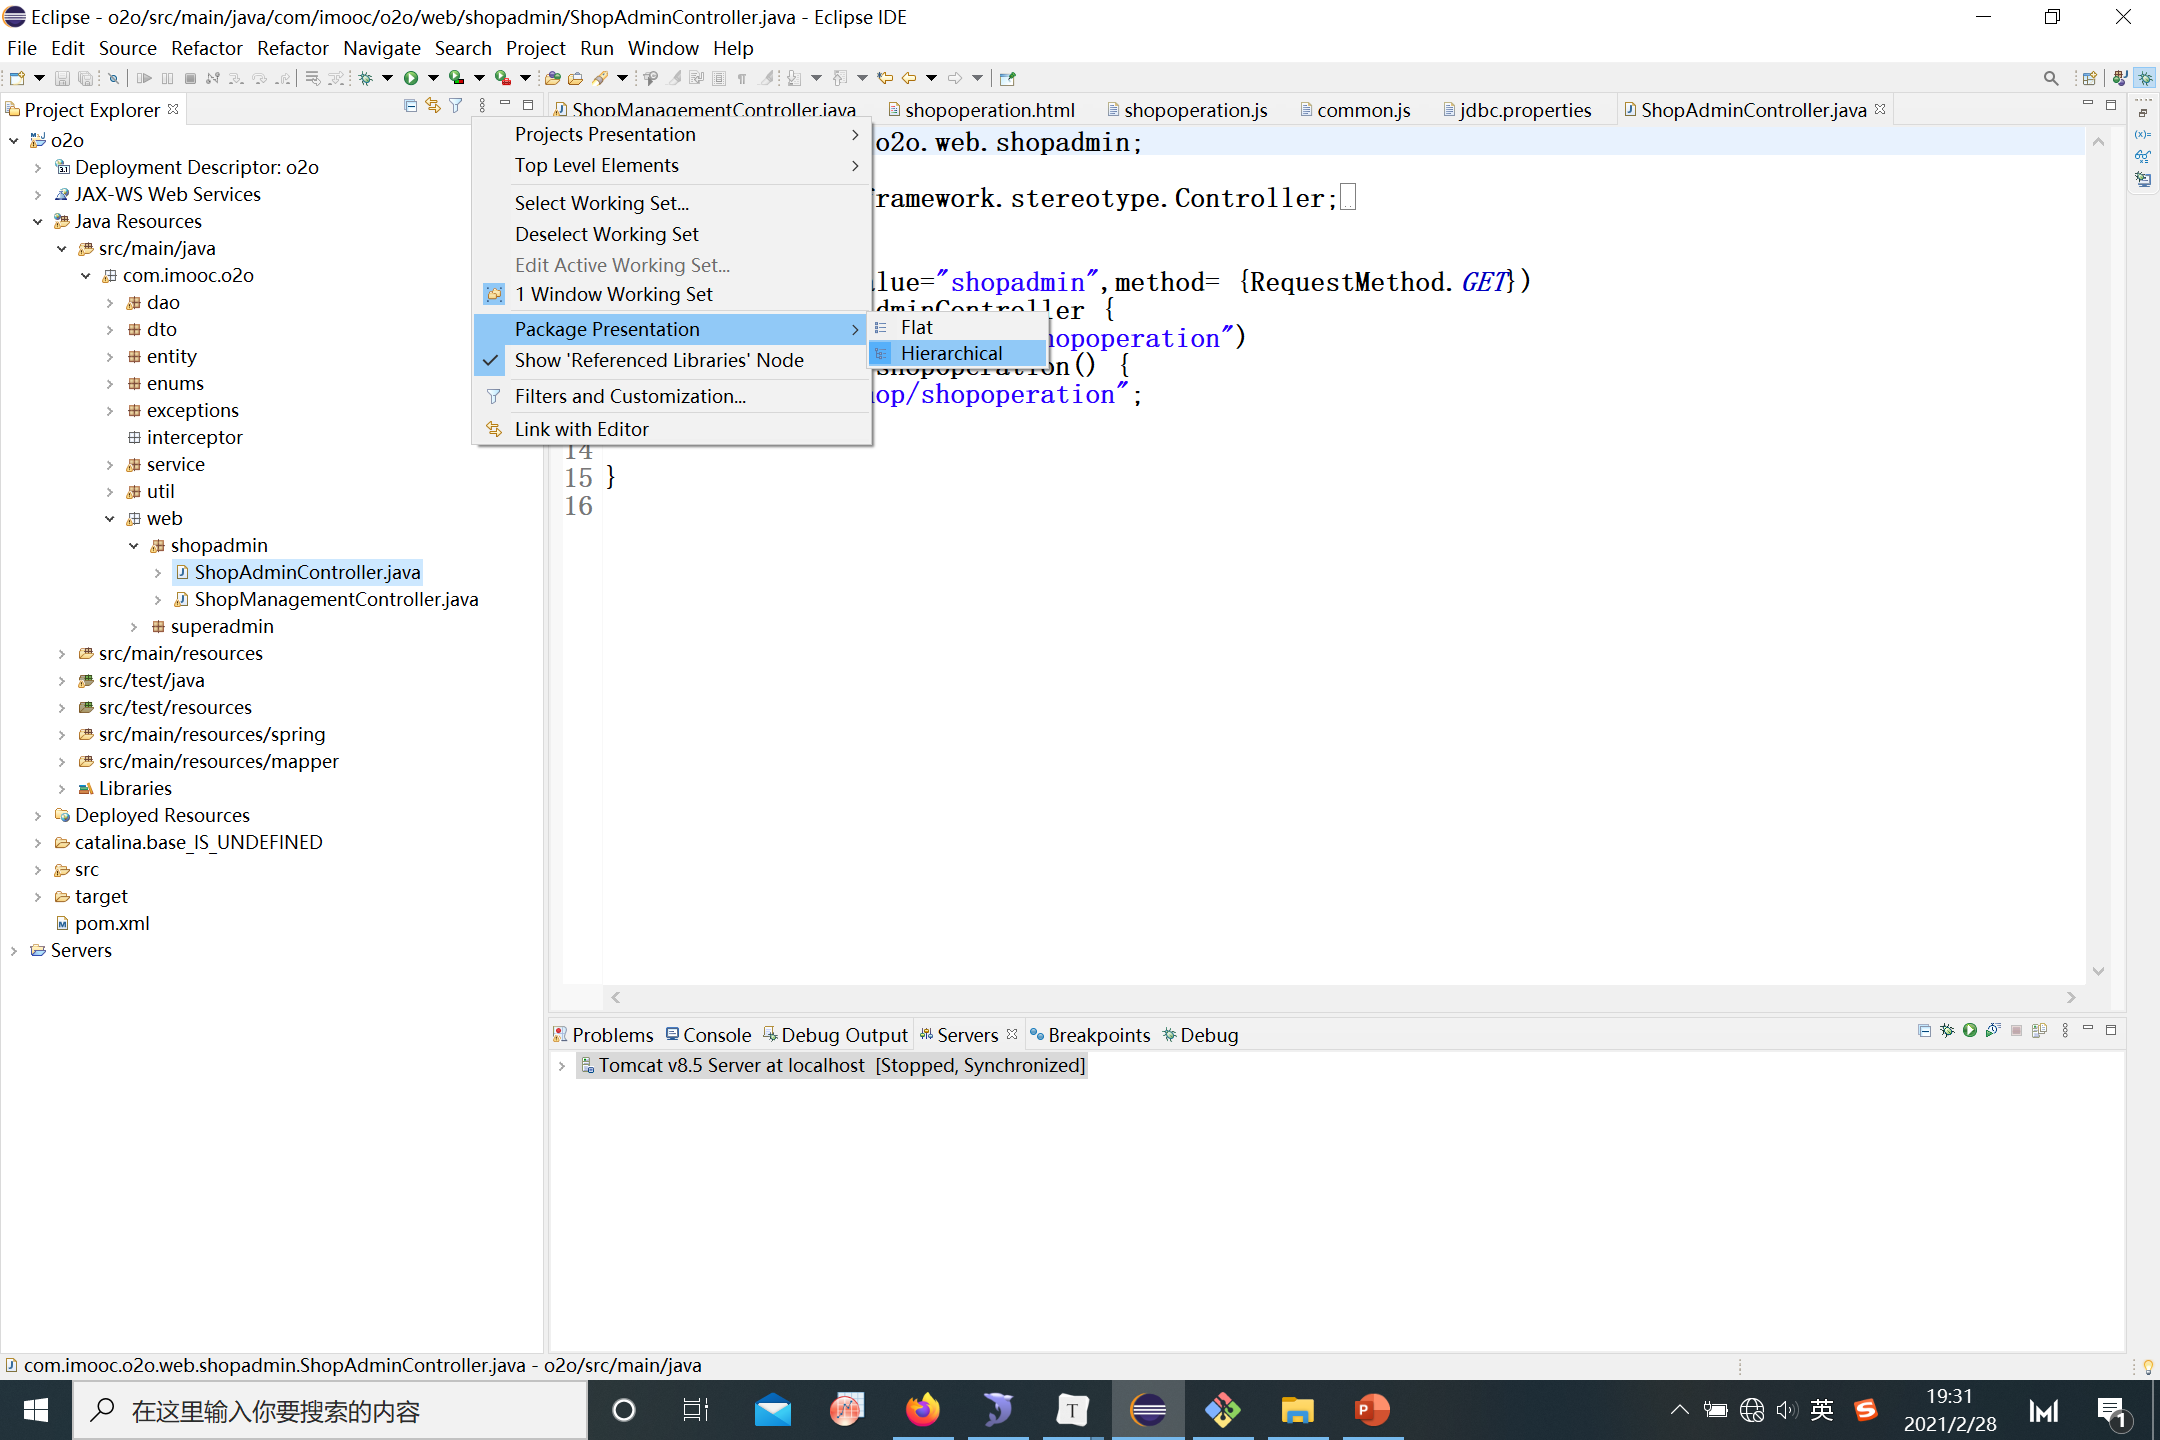 Eclipse - o2o/src/main/java/com/imooc/o2o/web/shopadmin/ShopAdminController.java - Eclipse IDE
File Edit Source Refactor Refactor Navigate Search Project Run Window Help
Project Explorer
o2o
Deployment Descriptor: o2o
JAX-WS Web Services
Java Resources
src/main/java
com.imooc.o2o
dao
dto
entity
enums
exceptions
interceptor
service
util
web
shopadmin
ShopAdminController.java
ShopManagementController.java
superadmin
src/main/resources
src/test/java
src/test/resources
src/main/resources/spring
src/main/resources/mapper
Libraries
Deployed Resources
catalina.base_IS_UNDEFINED
src
target
pom.xml
Servers
Projects Presentation
Top Level Elements
Select Working Set...
Deselect Working Set
Edit Active Working Set...
1 Window Working Set
Package Presentation
Show 'Referenced Libraries' Node
Filters and Customization...
Link with Editor
Flat
Hierarchical
ShopManagementController.java shopoperation.html shopoperation.js common.js jdbc.properties ShopAdminController.java
o2o.web.shopadmin;
ramework.stereotype.Controller;
lue="shopadmin",method= {RequestMethod.GET})
dminController {
hopoperation")
shopoperation() {
op/shopoperation";
14
15 }
16
Problems Console Debug Output Servers Breakpoints Debug
Tomcat v8.5 Server at localhost [Stopped, Synchronized]
com.imooc.o2o.web.shopadmin.ShopAdminController.java - o2o/src/main/java
在这里输入你要搜索的内容
英
19:31
2021/2/28
1